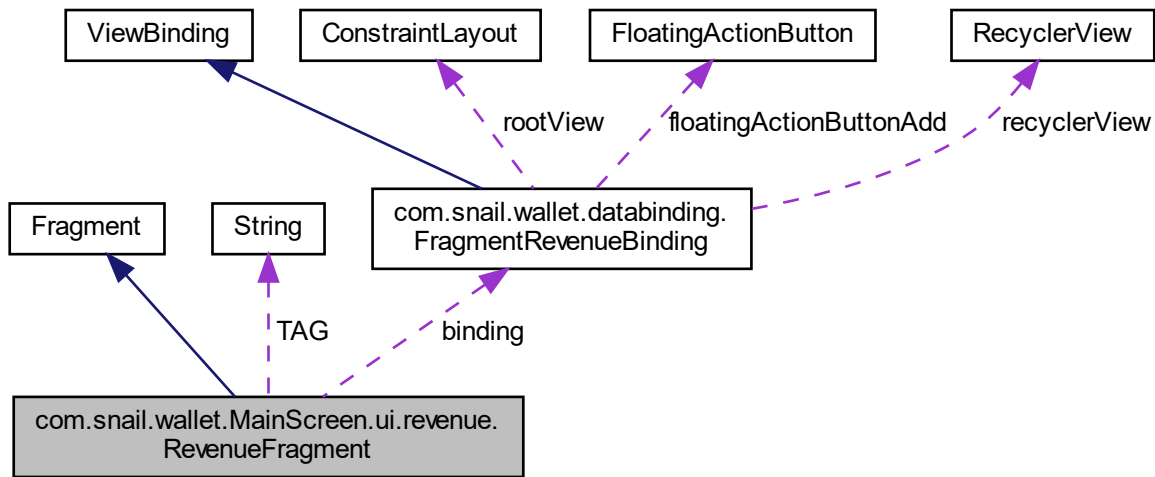 ViewBinding
ConstraintLayout
FloatingActionButton
RecyclerView
rootView
floatingActionButtonAdd
recyclerView
Fragment
String
com.snail.wallet.databinding.
FragmentRevenueBinding
TAG
binding
com.snail.wallet.MainScreen.ui.revenue.
RevenueFragment